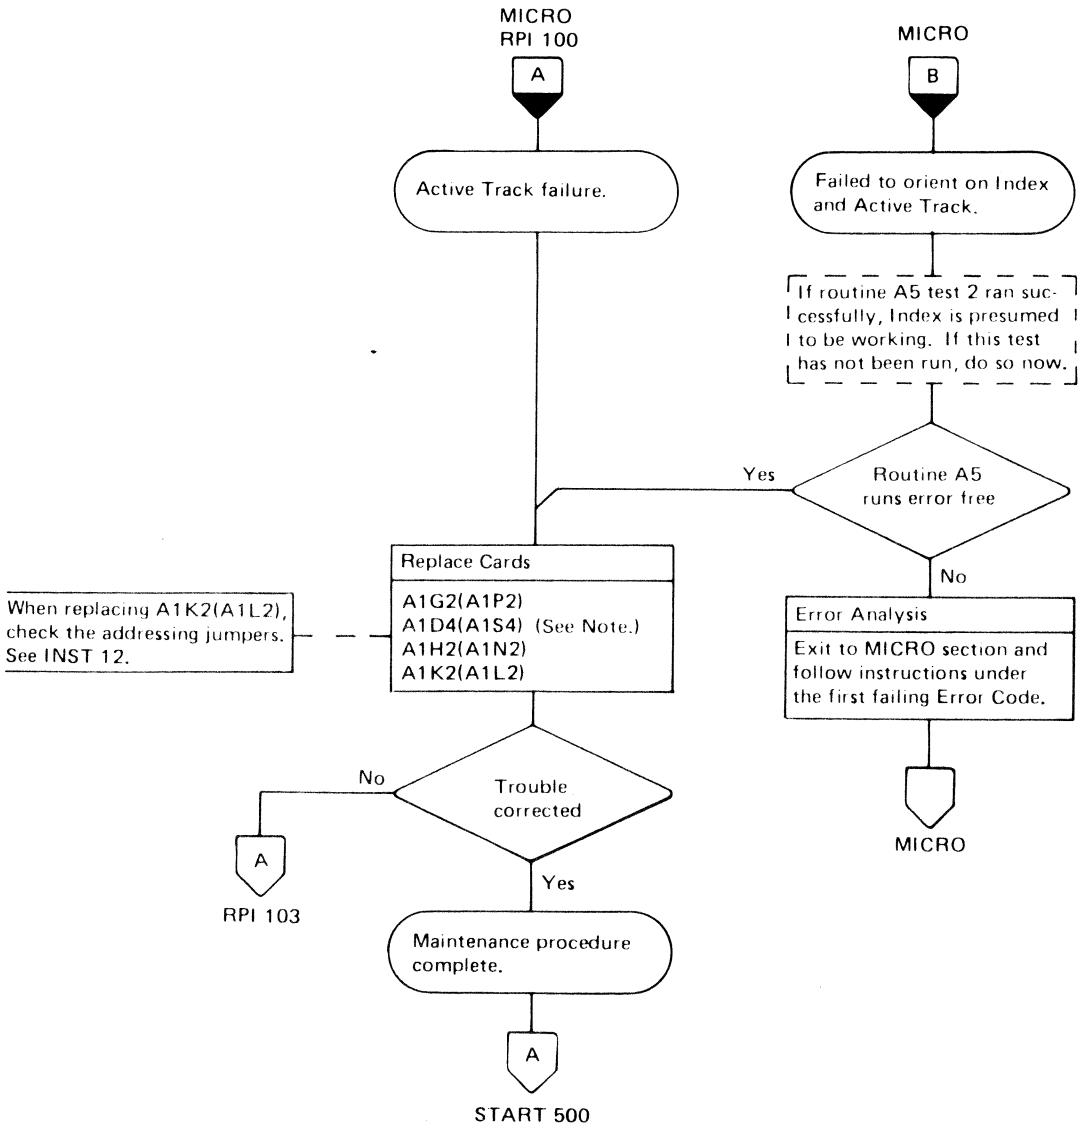 MICRO
RPI 100
A
Active Track failure.
MICRO
B
Failed to orient on Index
and Active Track.
If routine A5 test 2 ran suc-
cessfully, Index is presumed
to be working. If this test
has not been run, do so now.
Routine A5
runs error free
Yes
No
Replace Cards
A1G2(A1P2)
A1D4(A1S4) (See Note.)
A1H2(A1N2)
A1K2(A1L2)
When replacing A1K2(A1L2),
check the addressing jumpers.
See INST 12.
Error Analysis
Exit to MICRO section and
follow instructions under
the first failing Error Code.
MICRO
Trouble
corrected
No
A
RPI 103
Yes
Maintenance procedure
complete.
A
START 500